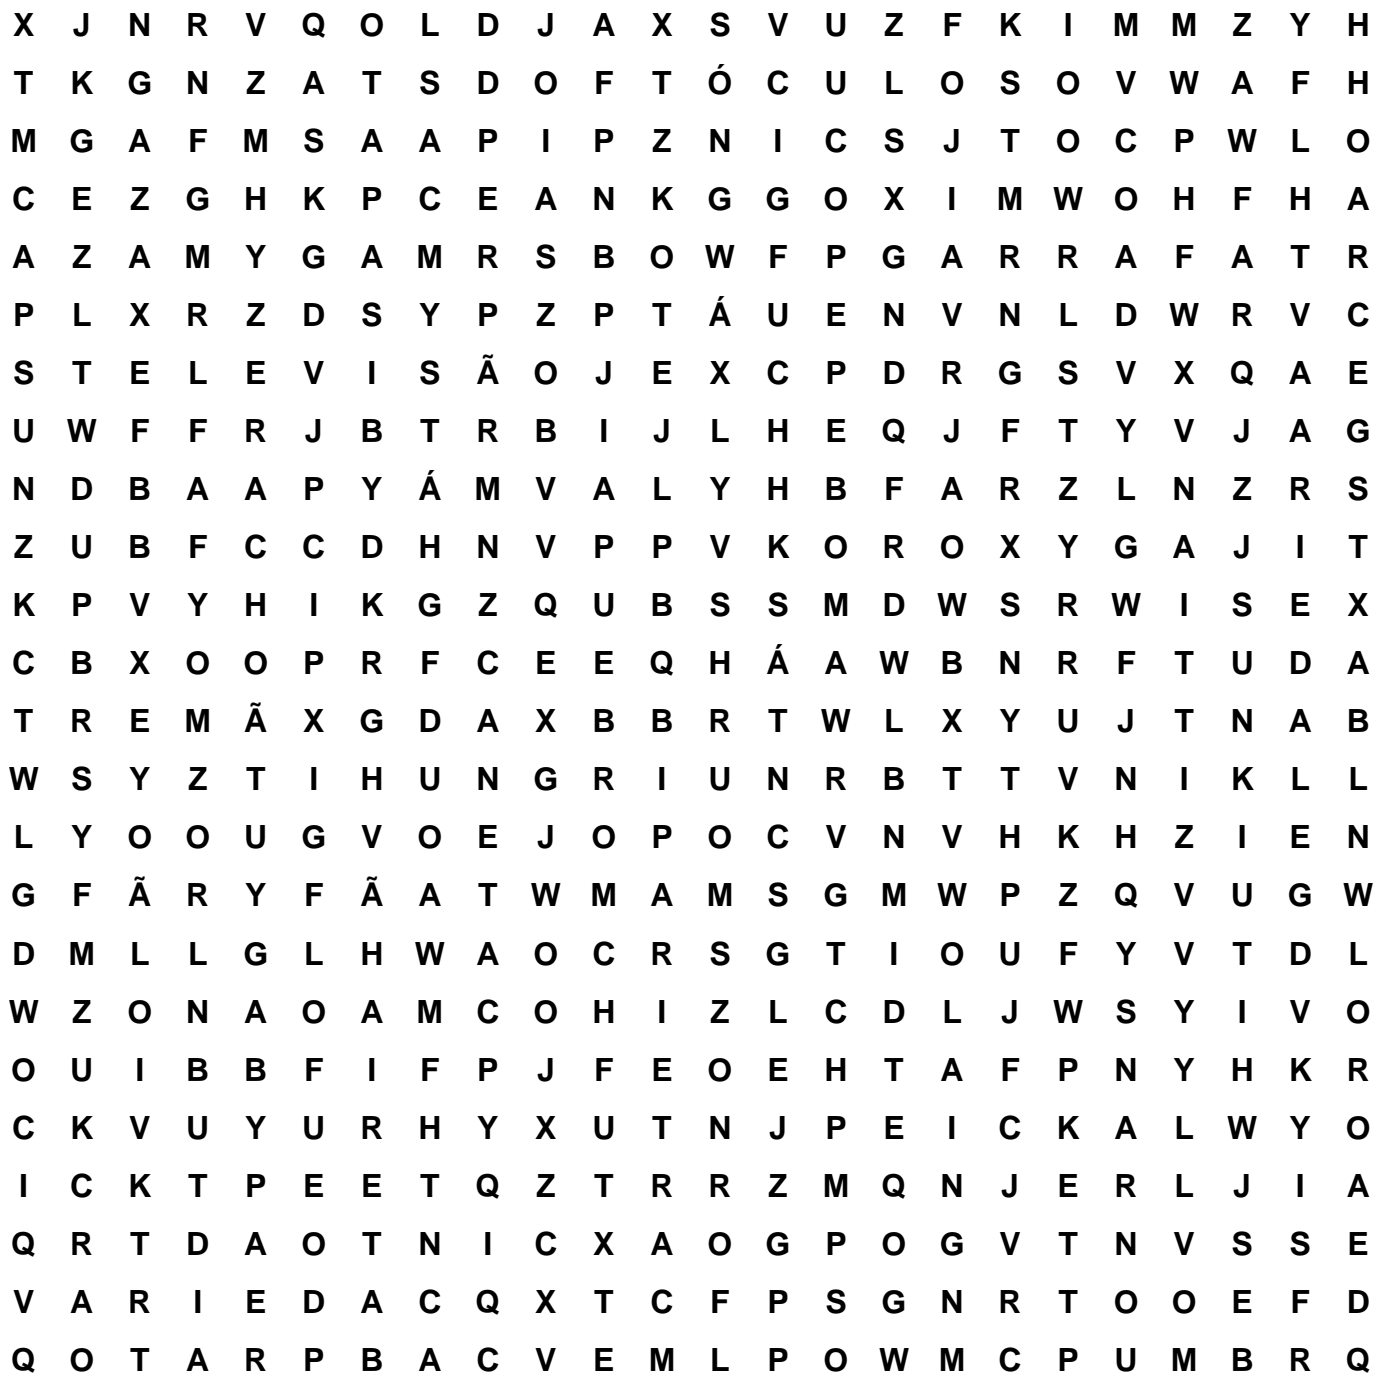 X J N R V Q O L D J A X S V U Z F K I M M Z Y H
T K G N Z A T S D O F T Ó C U L O S O V W A F H
M G A F M S A A P I P Z N I C S J T O C P W L O
C E Z G H K P C E A N K G G O X I M W O H F H A
A Z A M Y G A M R S B O W F P G A R R A F A T R
P L X R Z D S Y P Z P T Á U E N V N L D W R V C
S T E L E V I S Ã O J E X C P D R G S V X Q A E
U W F F R J B T R B I J L H E Q J F T Y V J A G
N D B A A P Y Á M V A L Y H B F A R Z L N Z R S
Z U B F C C D H N V P P V K O R O X Y G A J I T
K P V Y H I K G Z Q U B S S M D W S R W I S E X
C B X O O P R F C E E Q H Á A W B N R F T U D A
T R E M Ã X G D A X B B R T W L X Y U J T N A B
W S Y Z T I H U N G R I U N R B T T V N I K L L
L Y O O U G V O E J O P O C V N V H K H Z I E N
G F Ã R Y F Ã A T W M A M S G M W P Z Q V U G W
D M L L G L H W A O C R S G T I O U F Y V T D L
W Z O N A O A M C O H I Z L C D L J W S Y I V O
O U I B B F I F P J F E O E H T A F P N Y H K R
C K V U Y U R H Y X U T N J P E I C K A L W Y O
I C K T P E E T Q Z T R R Z M Q N J E R L J I A
Q R T D A O T N I C X A O G P O G V T N V S S E
V A R I E D A C Q X T C F P S G N R T O O E F D
Q O T A R P B A C V E M L P O W M C P U M B R Q